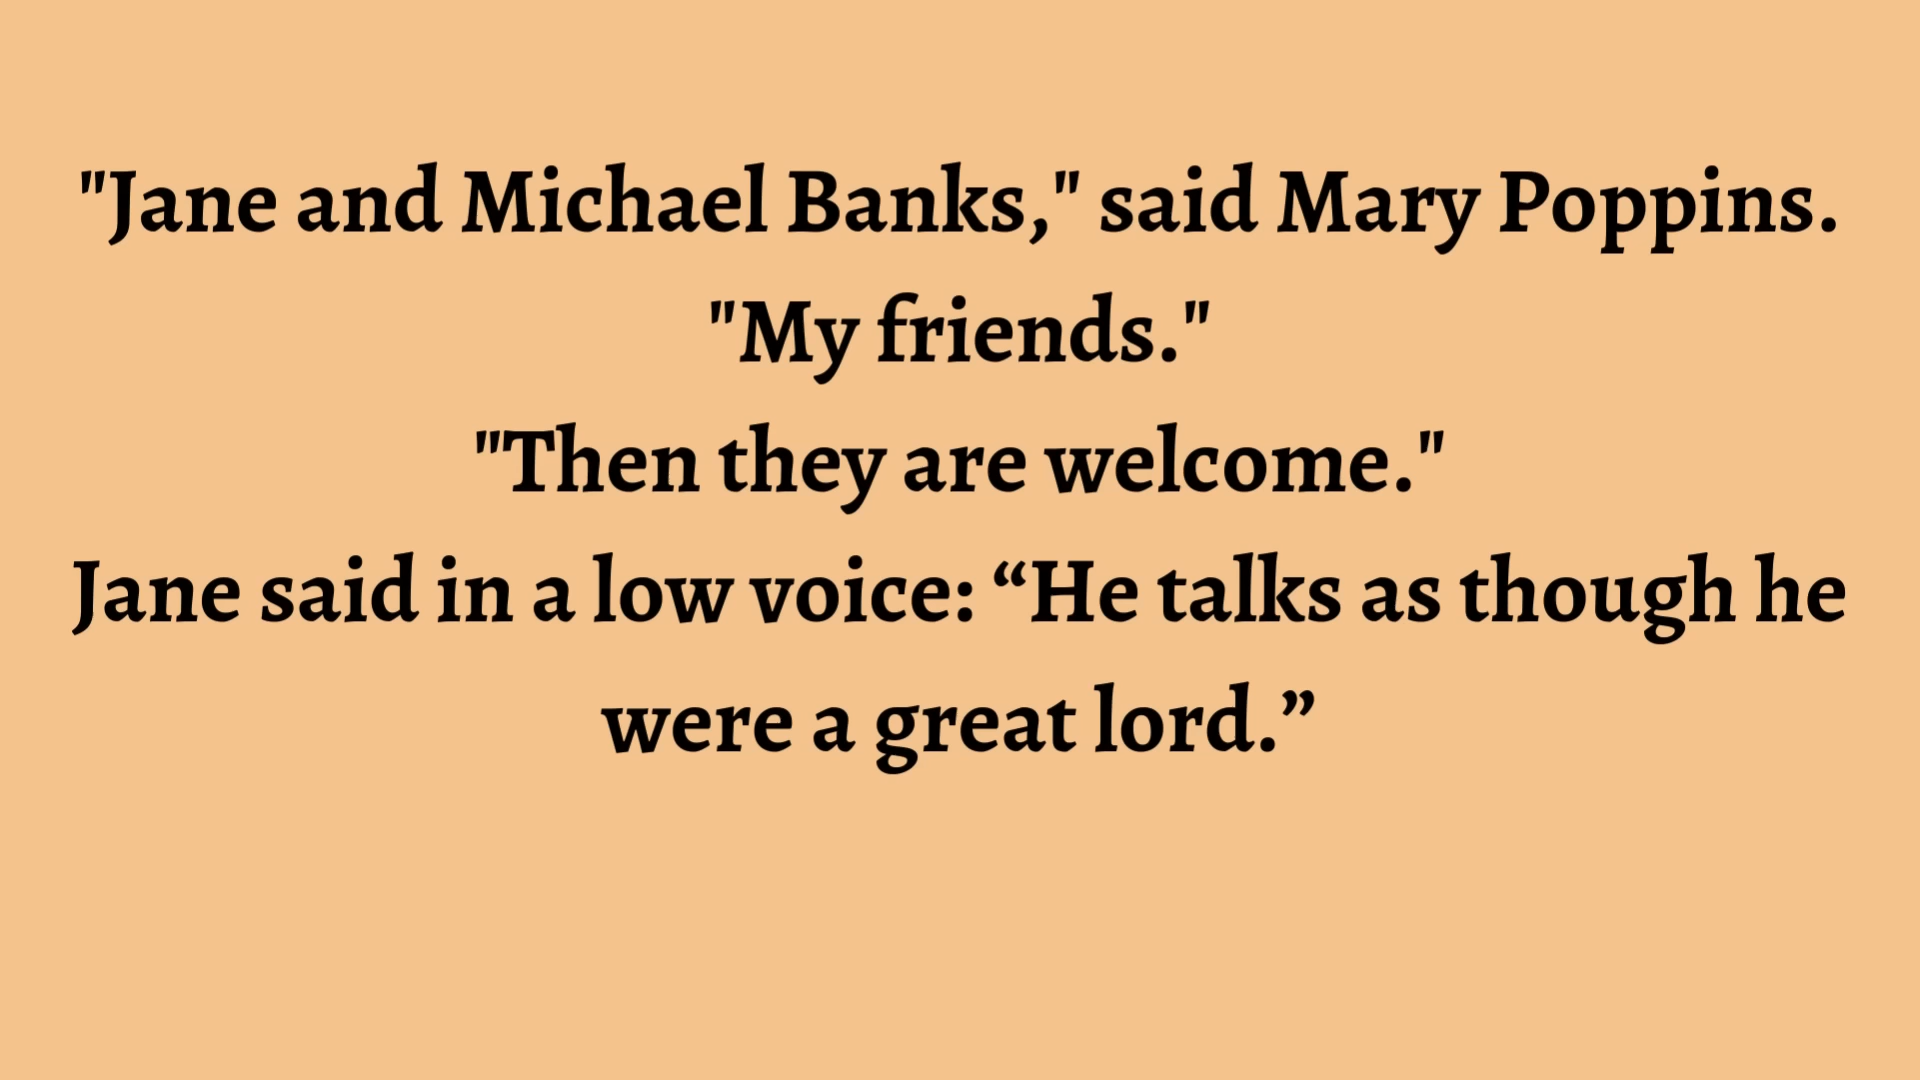 "Jane and Michael Banks," said Mary Poppins.
"My friends."
"Then they are welcome."
Jane said in a low voice: “He talks as though he
were a great lord.”